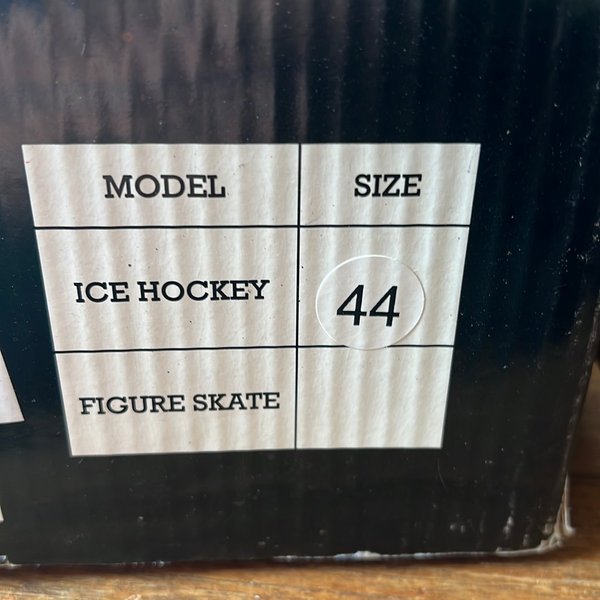 MODEL SIZE
ICE HOCKEY 44
FIGURE SKATE